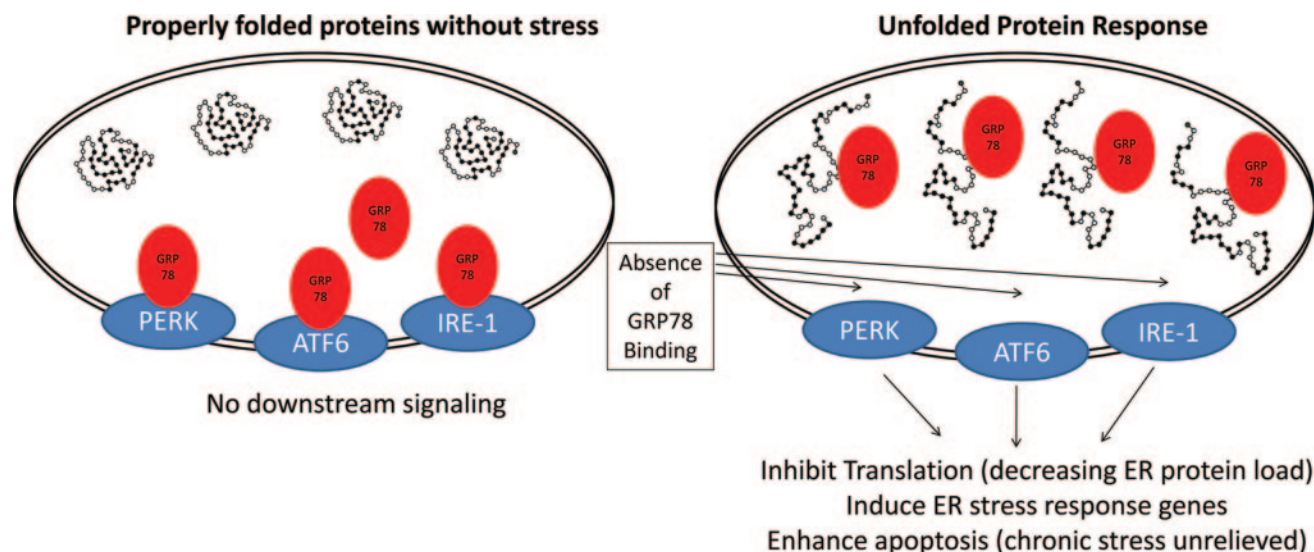 Properly folded proteins without stress
GRP
78
GRP
78
GRP
78
GRP
78
PERK
ATF6
IRE-1
No downstream signaling
Absence
of
GRP78
Binding
Unfolded Protein Response
GRP
78
GRP
78
GRP
78
GRP
78
PERK
ATF6
IRE-1
Inhibit Translation (decreasing ER protein load)
Induce ER stress response genes
Enhance apoptosis (chronic stress unrelieved)